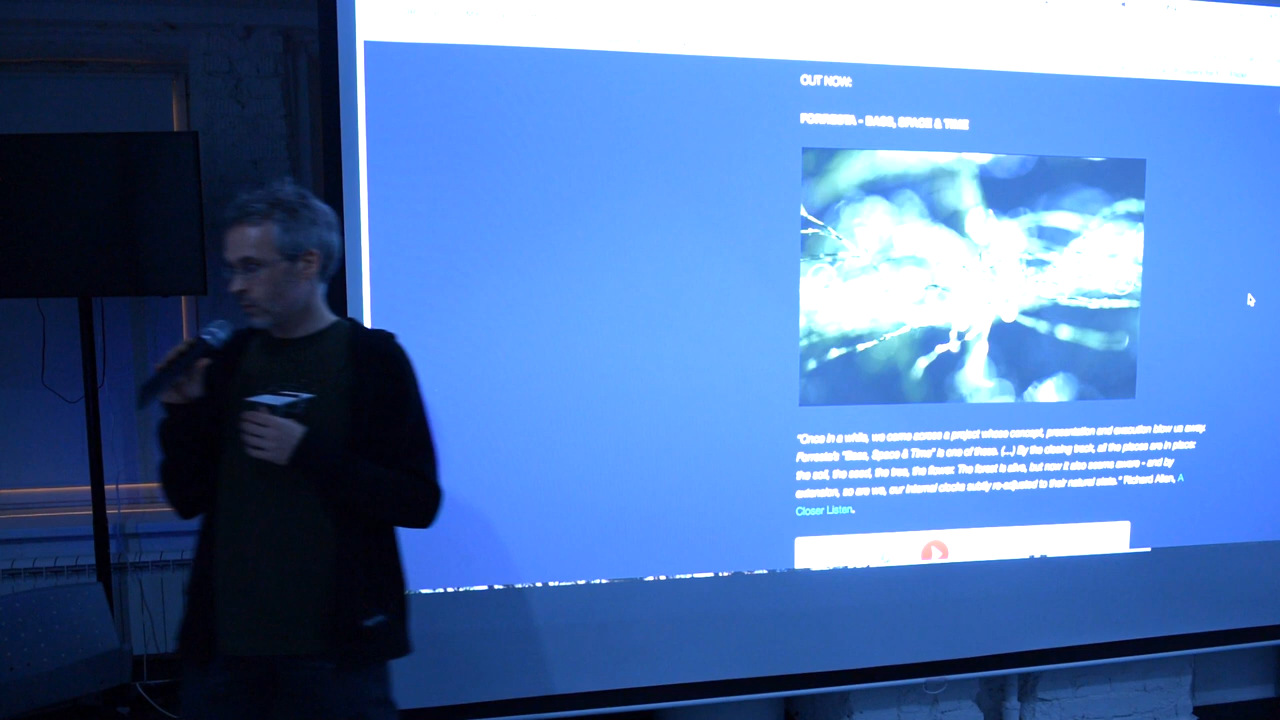 OUT NOW:
FORRESTA - BASS, SPACE & TIME
"Once in a while, we come across a project whose concept, presentation and execution blow us away.
Forresta's "Bass, Space & Time" is one of them. (...) By the closing track, all the pieces are in place:
the soil, the seed, the tree, the flower. The forest is alive, but now it also seems aware - and by
extension, so are we, our internal clocks subtly re-adjusted to their natural state." Richard Allen, A
Closer Listen.